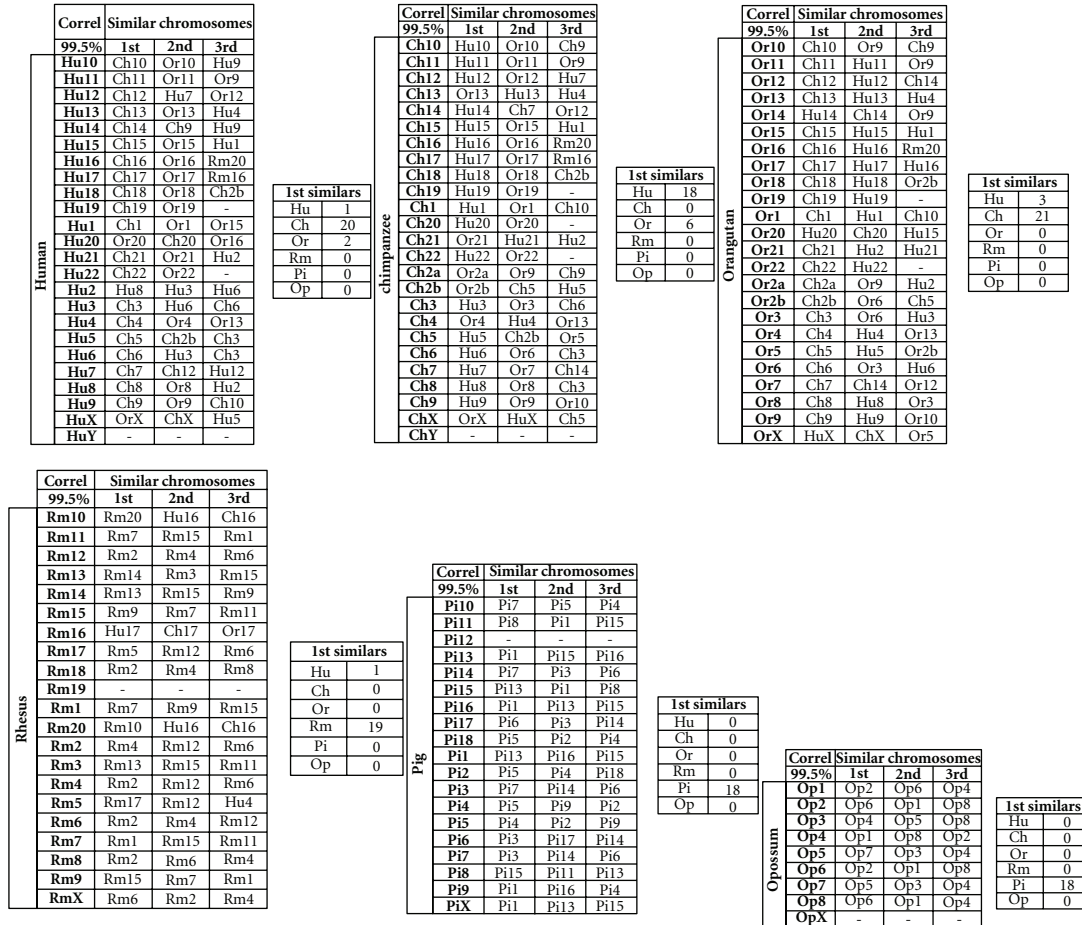 Correl Similar chromosomes
99.5% 1st 2nd 3rd
Human
Hu10 Ch10 Or10 Hu9
Hu11 Ch11 Or11 Or9
Hu12 Ch12 Hu7 Or12
Hu13 Ch13 Or13 Hu4
Hu14 Ch14 Ch9 Hu9
Hu15 Ch15 Or15 Hu1
Hu16 Ch16 Or16 Rm20
Hu17 Ch17 Or17 Rm16
Hu18 Ch18 Or18 Ch2b
Hu19 Ch19 Or19 -
Hu1 Ch1 Or1 Or15
Hu20 Or20 Ch20 Or16
Hu21 Ch21 Or21 Hu2
Hu22 Ch22 Or22 -
Hu2 Hu8 Hu3 Hu6
Hu3 Ch3 Hu6 Ch6
Hu4 Ch4 Or4 Or13
Hu5 Ch5 Ch2b Ch3
Hu6 Ch6 Hu3 Ch3
Hu7 Ch7 Ch12 Hu12
Hu8 Ch8 Or8 Hu2
Hu9 Ch9 Or9 Ch10
HuX OrX ChX Hu5
HuY - - -
1st similars
Hu 1
Ch 20
Or 2
Rm 0
Pi 0
Op 0
Correl Similar chromosomes
99.5% 1st 2nd 3rd
chimpanzee
Ch10 Hu10 Or10 Ch9
Ch11 Hu11 Or11 Or9
Ch12 Hu12 Or12 Hu7
Ch13 Or13 Hu13 Hu4
Ch14 Hu14 Ch7 Or12
Ch15 Hu15 Or15 Hu1
Ch16 Hu16 Or16 Rm20
Ch17 Hu17 Or17 Rm16
Ch18 Hu18 Or18 Ch2b
Ch19 Hu19 Or19 -
Ch1 Hu1 Or1 Ch10
Ch20 Hu20 Or20 -
Ch21 Or21 Hu21 Hu2
Ch22 Hu22 Or22 -
Ch2a Or2a Or9 Ch9
Ch2b Or2b Ch5 Hu5
Ch3 Hu3 Or3 Ch6
Ch4 Or4 Hu4 Or13
Ch5 Hu5 Ch2b Or5
Ch6 Hu6 Or6 Ch3
Ch7 Hu7 Or7 Ch14
Ch8 Hu8 Or8 Ch3
Ch9 Hu9 Or9 Or10
ChX OrX HuX Ch5
ChY - - -
1st similars
Hu 18
Ch 0
Or 6
Rm 0
Pi 0
Op 0
Correl Similar chromosomes
99.5% 1st 2nd 3rd
Orangutan
Or10 Ch10 Or9 Ch9
Or11 Ch11 Hu11 Or9
Or12 Ch12 Hu12 Ch14
Or13 Ch13 Hu13 Hu4
Or14 Hu14 Ch14 Or9
Or15 Ch15 Hu15 Hu1
Or16 Ch16 Hu16 Rm20
Or17 Ch17 Hu17 Hu16
Or18 Ch18 Hu18 Or2b
Or19 Ch19 Hu19 -
Or1 Ch1 Hu1 Ch10
Or20 Hu20 Ch20 Hu15
Or21 Ch21 Hu2 Hu21
Or22 Ch22 Hu22 -
Or2a Ch2a Or9 Hu2
Or2b Ch2b Or6 Ch5
Or3 Ch3 Or6 Hu3
Or4 Ch4 Hu4 Or13
Or5 Ch5 Hu5 Or2b
Or6 Ch6 Or3 Hu6
Or7 Ch7 Ch14 Or12
Or8 Ch8 Hu8 Or3
Or9 Ch9 Hu9 Or10
OrX HuX ChX Or5
1st similars
Hu 3
Ch 21
Or 0
Rm 0
Pi 0
Op 0
Correl Similar chromosomes
99.5% 1st 2nd 3rd
Rhesus
Rm10 Rm20 Hu16 Ch16
Rm11 Rm7 Rm15 Rm1
Rm12 Rm2 Rm4 Rm6
Rm13 Rm14 Rm3 Rm15
Rm14 Rm13 Rm15 Rm9
Rm15 Rm9 Rm7 Rm11
Rm16 Hu17 Ch17 Or17
Rm17 Rm5 Rm12 Rm6
Rm18 Rm2 Rm4 Rm8
Rm19 - - -
Rm1 Rm7 Rm9 Rm15
Rm20 Rm10 Hu16 Ch16
Rm2 Rm4 Rm12 Rm6
Rm3 Rm13 Rm15 Rm11
Rm4 Rm2 Rm12 Rm6
Rm5 Rm17 Rm12 Hu4
Rm6 Rm2 Rm4 Rm12
Rm7 Rm1 Rm15 Rm11
Rm8 Rm2 Rm6 Rm4
Rm9 Rm15 Rm7 Rm1
RmX Rm6 Rm2 Rm4
1st similars
Hu 1
Ch 0
Or 0
Rm 19
Pi 0
Op 0
Correl Similar chromosomes
99.5% 1st 2nd 3rd
Pig
Pi10 Pi7 Pi5 Pi4
Pi11 Pi8 Pi1 Pi15
Pi12 - - -
Pi13 Pi1 Pi15 Pi16
Pi14 Pi7 Pi3 Pi6
Pi15 Pi13 Pi1 Pi8
Pi16 Pi1 Pi13 Pi15
Pi17 Pi6 Pi3 Pi14
Pi18 Pi5 Pi2 Pi4
Pi1 Pi13 Pi16 Pi15
Pi2 Pi5 Pi4 Pi18
Pi3 Pi7 Pi14 Pi6
Pi4 Pi5 Pi9 Pi2
Pi5 Pi4 Pi2 Pi9
Pi6 Pi3 Pi17 Pi14
Pi7 Pi3 Pi14 Pi6
Pi8 Pi15 Pi11 Pi13
Pi9 Pi1 Pi16 Pi4
PiX Pi1 Pi13 Pi15
1st similars
Hu 0
Ch 0
Or 0
Rm 0
Pi 18
Op 0
Correl Similar chromosomes
99.5% 1st 2nd 3rd
Opossum
Op1 Op2 Op6 Op4
Op2 Op6 Op1 Op8
Op3 Op4 Op5 Op8
Op4 Op1 Op8 Op2
Op5 Op7 Op3 Op4
Op6 Op2 Op1 Op8
Op7 Op5 Op3 Op4
Op8 Op6 Op1 Op4
OpX - - -
1st similars
Hu 0
Ch 0
Or 0
Rm 0
Pi 18
Op 0